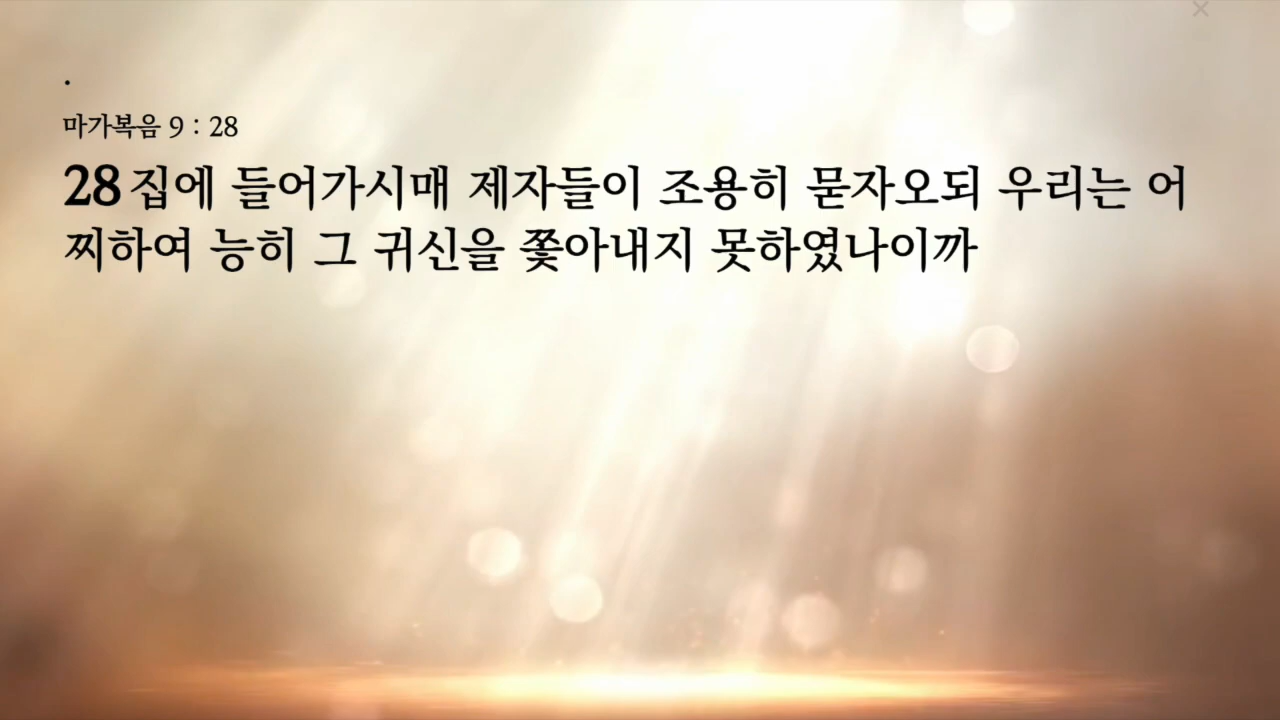 .
마가복음 9 : 28
28 집에 들어가시매 제자들이 조용히 묻자오되 우리는 어
찌하여 능히 그 귀신을 쫓아내지 못하였나이까